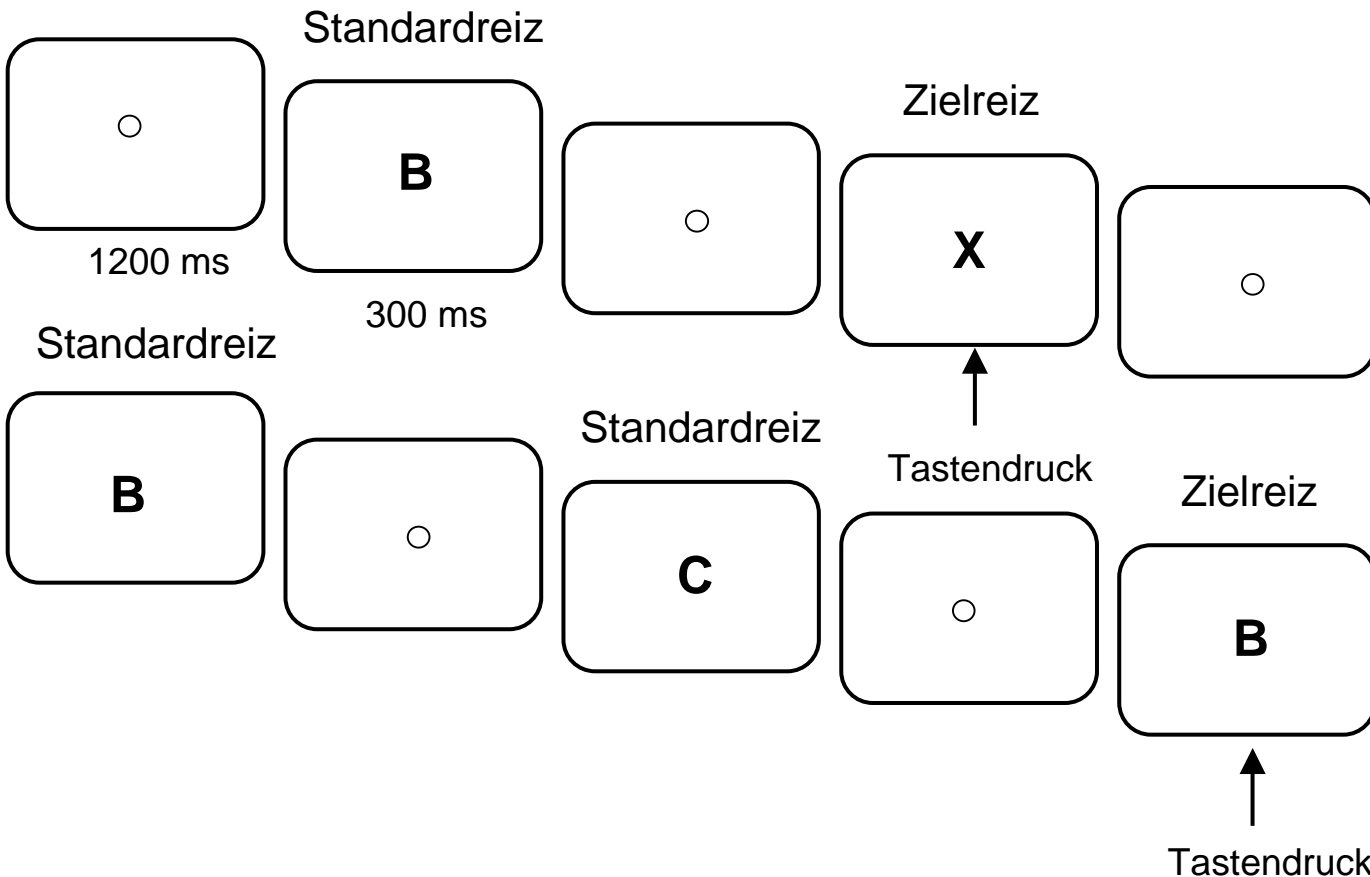 Standardreiz
B
1200 ms
300 ms
Zielreiz
X
Tastendruck
Standardreiz
B
Standardreiz
C
Zielreiz
B
Tastendruck